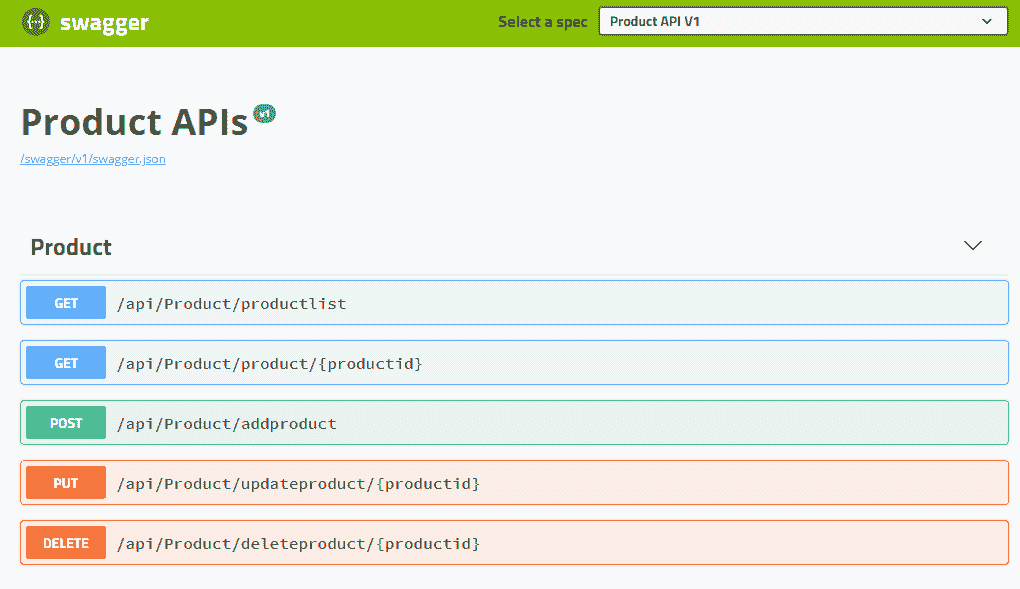 {··} swagger
Select a spec Product API V1
Product APIs v1
/swagger/v1/swagger.json
Product
GET /api/Product/productlist
GET /api/Product/product/{productid}
POST /api/Product/addproduct
PUT /api/Product/updateproduct/{productid}
DELETE /api/Product/deleteproduct/{productid}